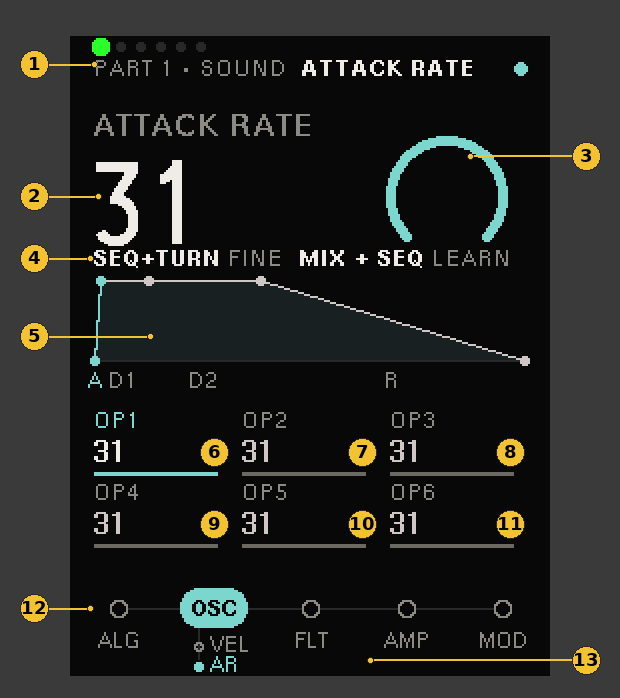 1 PART 1 · SOUND ATTACK RATE
ATTACK RATE
3
2 31
4 SEQ+TURN FINE MIX + SEQ LEARN
5
A D1 D2 R
OP1 OP2 OP3
31 6 31 7 31 8
OP4 OP5 OP6
31 9 31 10 31 11
12 OSC
ALG VEL FLT AMP MOD
AR 13